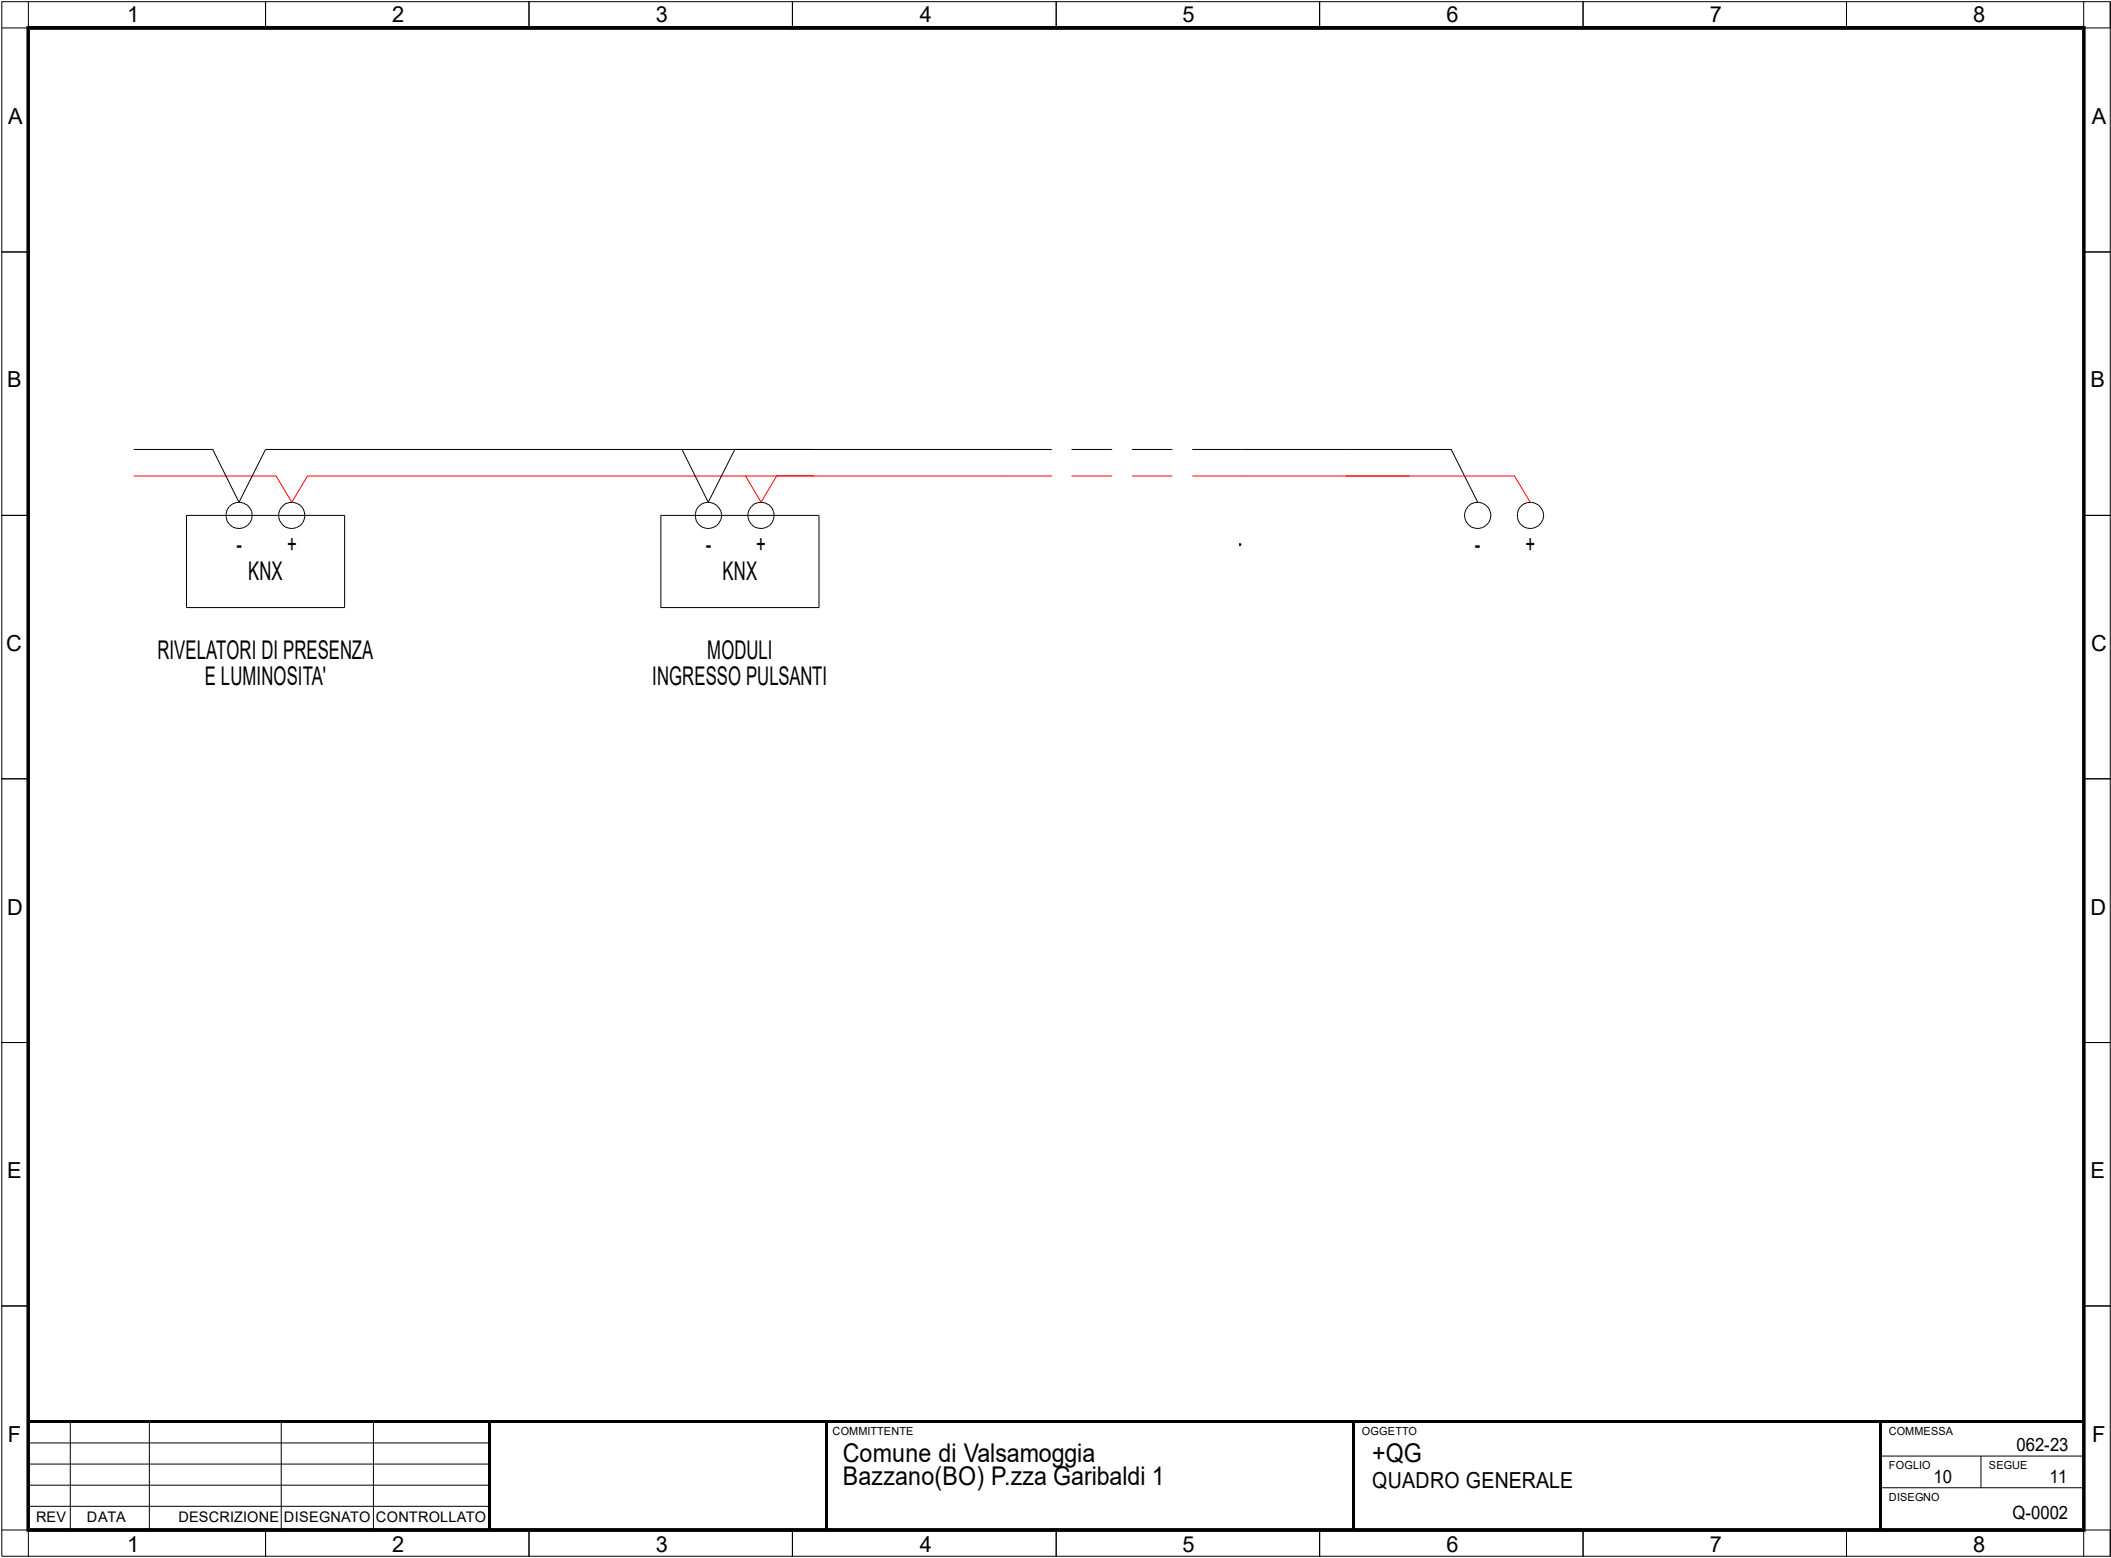 1 2 3 4 5 6 7 8
A A
B B
- + - + . - +
KNX KNX
C C
RIVELATORI DI PRESENZA
E LUMINOSITA'
MODULI
INGRESSO PULSANTI
D D
E E
F F
REV DATA DESCRIZIONE DISEGNATO CONTROLLATO
COMMITTENTE
Comune di Valsamoggia
Bazzano(BO) P.zza Garibaldi 1
OGGETTO
+QG
QUADRO GENERALE
COMMESSA
062-23
FOGLIO 10 SEGUE 11
DISEGNO
Q-0002
1 2 3 4 5 6 7 8